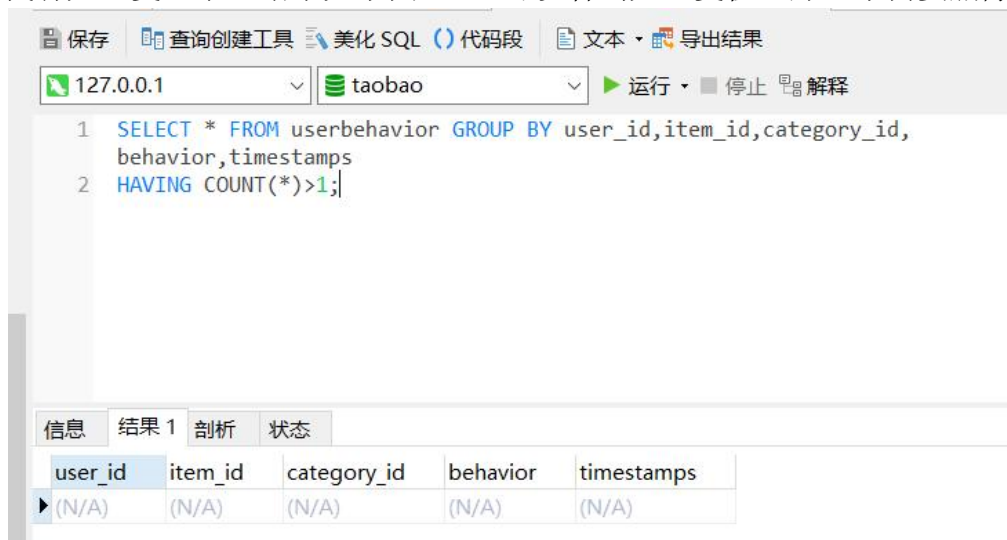 保存 查询创建工具 美化 SQL () 代码段 文本 导出结果
127.0.0.1 taobao 运行 停止 解释
1 SELECT * FROM userbehavior GROUP BY user_id,item_id,category_id,
behavior,timestamps
2 HAVING COUNT(*)>1;
信息 结果 1 剖析 状态
user_id item_id category_id behavior timestamps
(N/A) (N/A) (N/A) (N/A) (N/A)